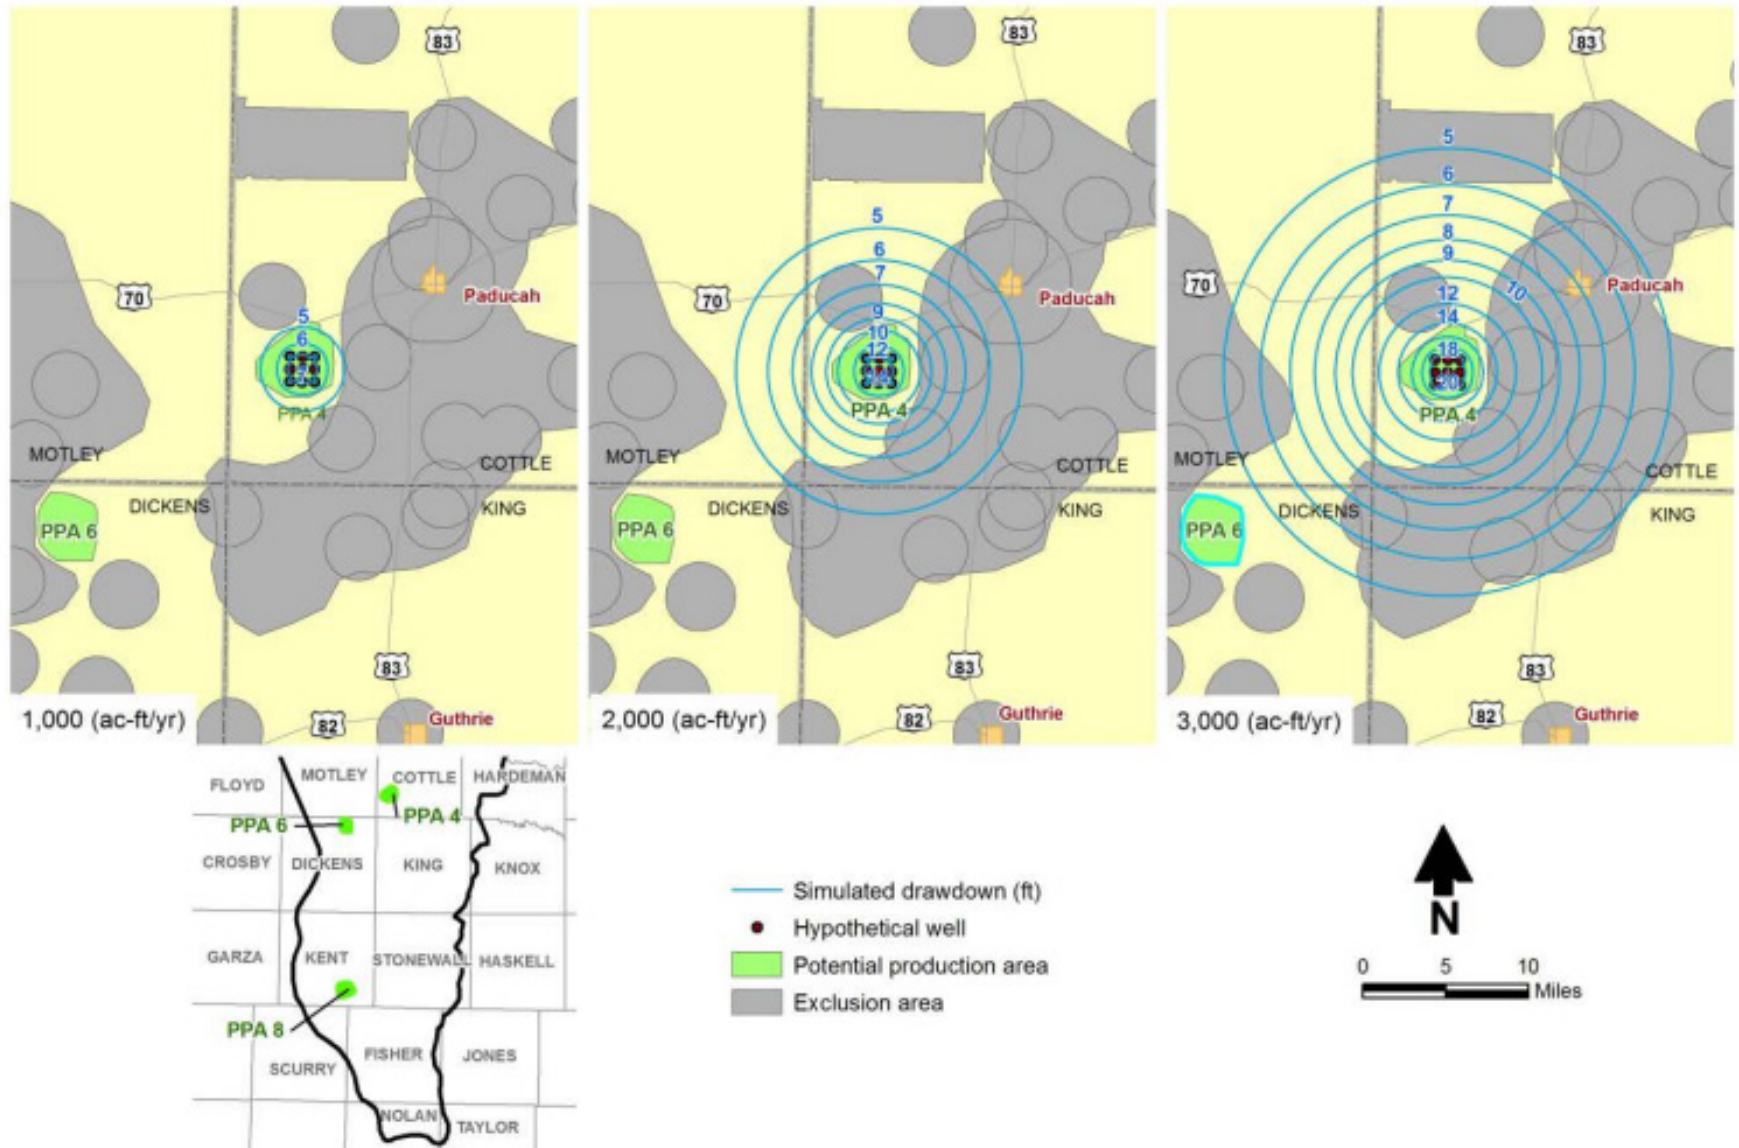 83
70
5
6
7
Paducah
PPA 4
MOTLEY
COTTLE
DICKENS
KING
PPA 6
83
82
Guthrie
1,000 (ac-ft/yr)
83
5
6
7
9
10
12
70
Paducah
PPA 4
MOTLEY
COTTLE
DICKENS
KING
PPA 6
83
82
Guthrie
2,000 (ac-ft/yr)
83
5
6
7
8
9
10
12
14
18
20
70
Paducah
PPA 4
MOTLEY
COTTLE
DICKENS
KING
PPA 6
83
82
Guthrie
3,000 (ac-ft/yr)
FLOYD
MOTLEY
COTTLE
HARDEMAN
PPA 4
PPA 6
CROSBY
DICKENS
KING
KNOX
GARZA
KENT
STONEWALL
HASKELL
PPA 8
SCURRY
FISHER
JONES
NOLAN
TAYLOR
Simulated drawdown (ft)
Hypothetical well
Potential production area
Exclusion area
N
0 5 10
Miles